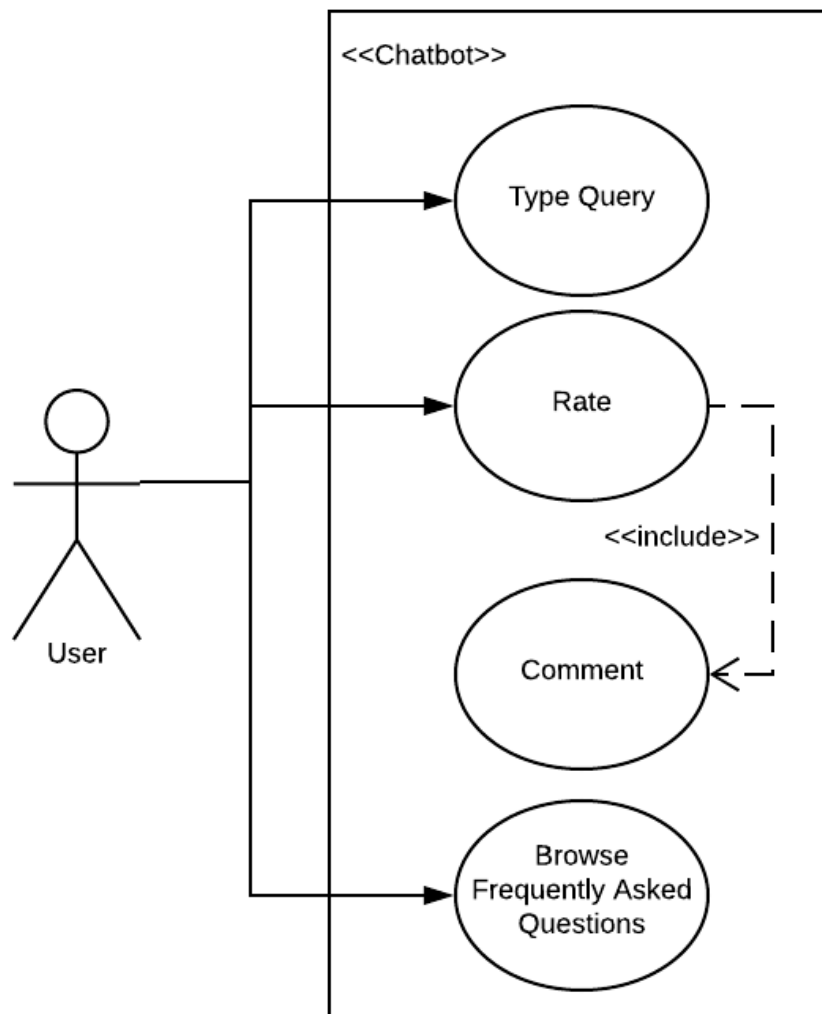 <<Chatbot>>
Type Query
Rate
<<include>>
User
Comment
Browse
Frequently Asked
Questions